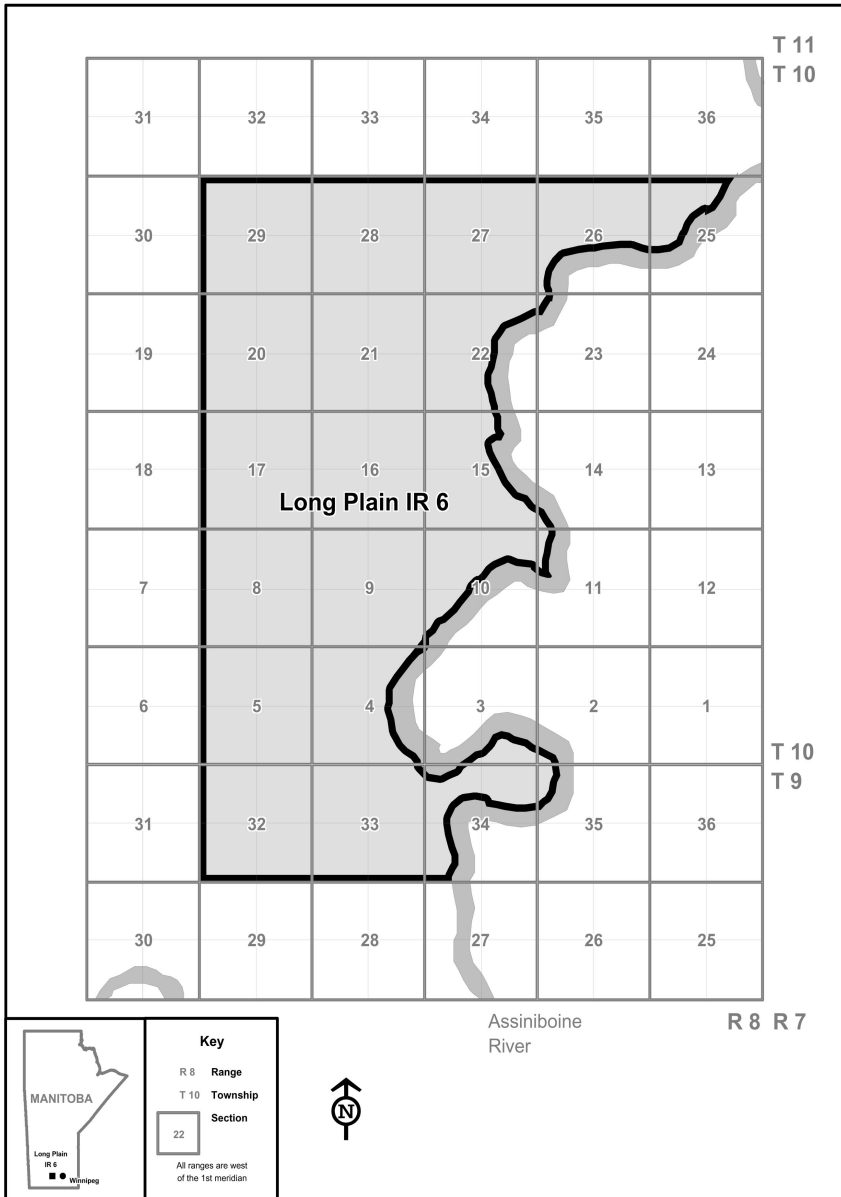 T 11
T 10
31 32 33 34 35 36
30 29 28 27 26 25
19 20 21 22 23 24
18 17 16 15 14 13
Long Plain IR 6
7 8 9 10 11 12
6 5 4 3 2 1
T 10
T 9
31 32 33 34 35 36
30 29 28 27 26 25
Assiniboine
River
R 8 R 7
MANITOBA
Long Plain
IR 6
Winnipeg
Key
R 8 Range
T 10 Township
Section
22
All ranges are west
of the 1st meridian
N